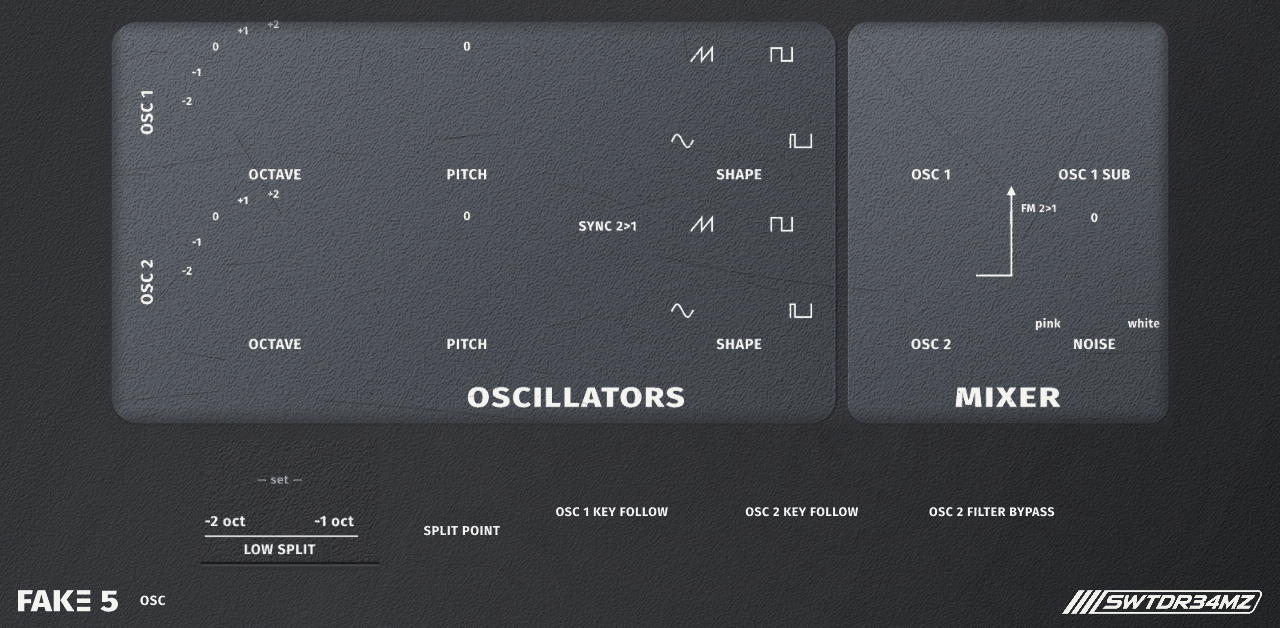 +2
+1
0
0
-1
-2
OSC 1
OCTAVE
PITCH
SHAPE
OSC 1
OSC 1 SUB
+2
+1
0
0
SYNC 2>1
FM 2>1
0
-1
-2
OSC 2
pink
white
OCTAVE
PITCH
SHAPE
OSC 2
NOISE
OSCILLATORS
MIXER
— set —
-2 oct
-1 oct
LOW SPLIT
SPLIT POINT
OSC 1 KEY FOLLOW
OSC 2 KEY FOLLOW
OSC 2 FILTER BYPASS
FAKE 5
OSC
SWTDR34MZ